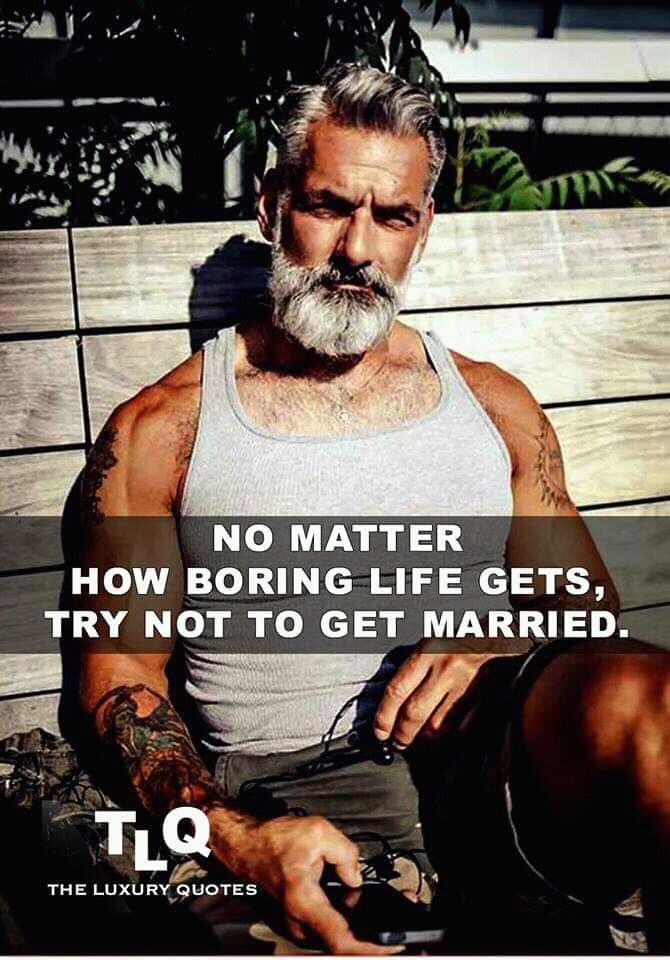 NO MATTER
HOW BORING LIFE GETS,
TRY NOT TO GET MARRIED.
TLQ
THE LUXURY QUOTES